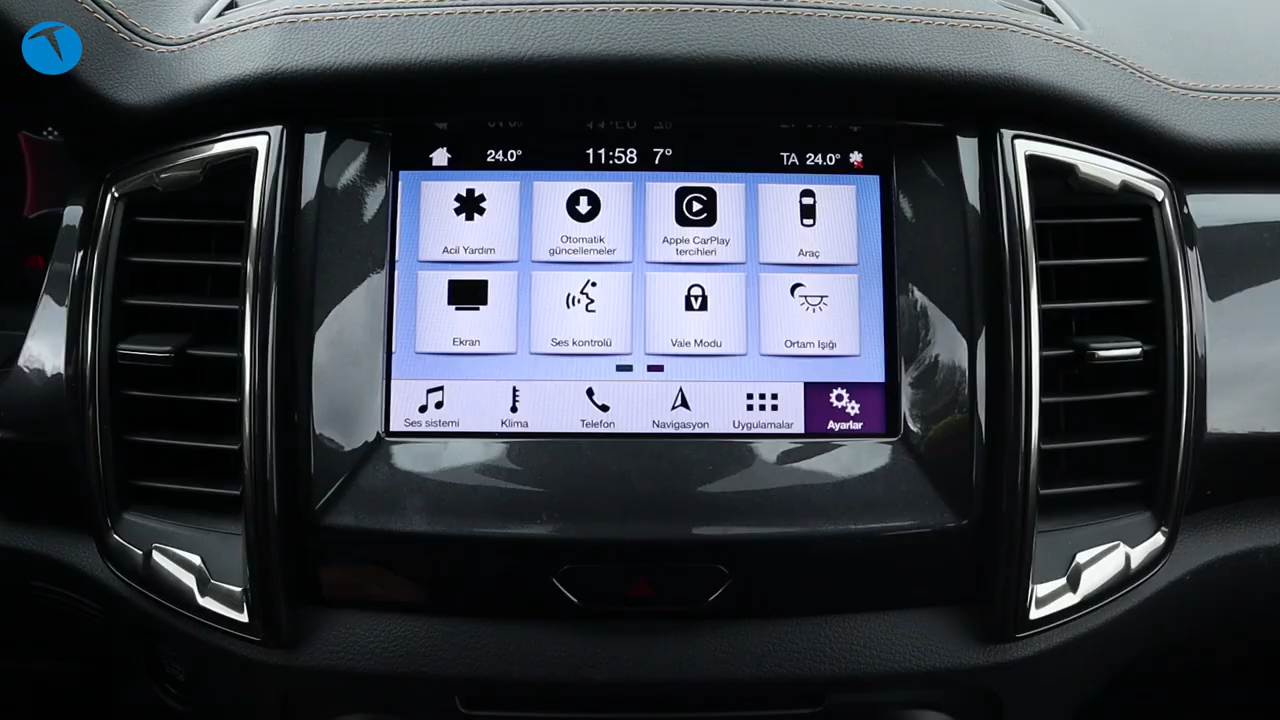 24.0° 11:58 7° TA 24.0°
Acil Yardım
Otomatik
güncellemeler
Apple CarPlay
tercihleri
Araç
Ekran
Ses kontrolü
Vale Modu
Ortam Işığı
Ses sistemi
Klima
Telefon
Navigasyon
Uygulamalar
Ayarlar